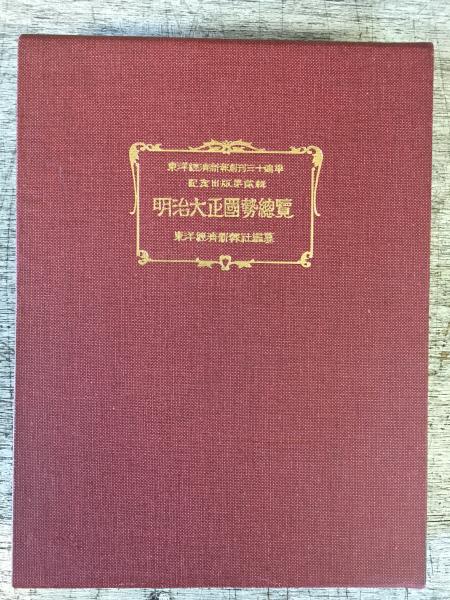 東洋經濟新報創刊三十週年
記念出版第貳輯
明治大正國勢總覽
東洋經濟新報社編纂